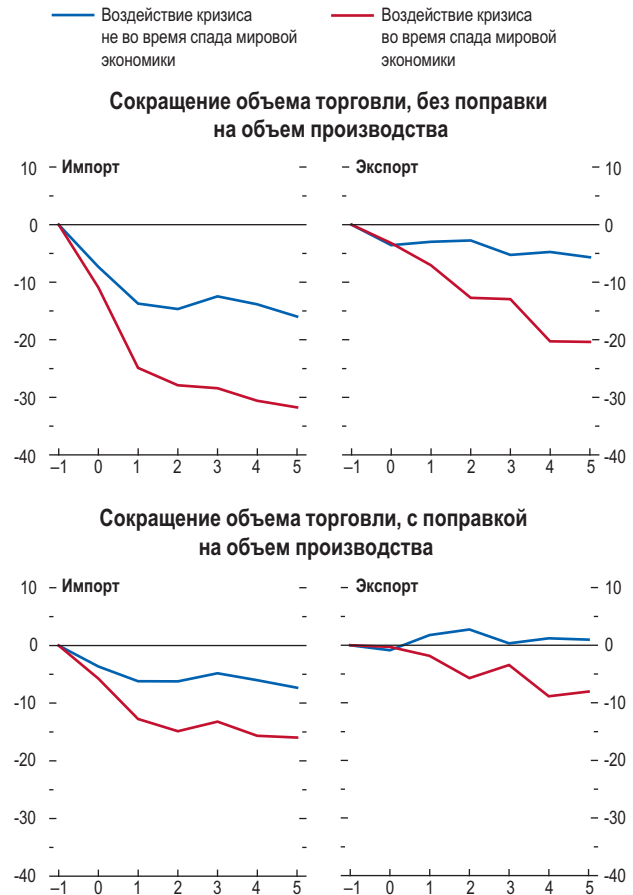 Воздействие кризиса
не во время спада мировой
экономики
Воздействие кризиса
во время спада мировой
экономики
Сокращение объема торговли, без поправки
на объем производства
Импорт
Экспорт
10
0
-10
-20
-30
-40
10
0
-10
-20
-30
-40
–1 0 1 2 3 4 5
–1 0 1 2 3 4 5
Сокращение объема торговли, с поправкой
на объем производства
Импорт
Экспорт
10
0
-10
-20
-30
-40
10
0
-10
-20
-30
-40
–1 0 1 2 3 4 5
–1 0 1 2 3 4 5